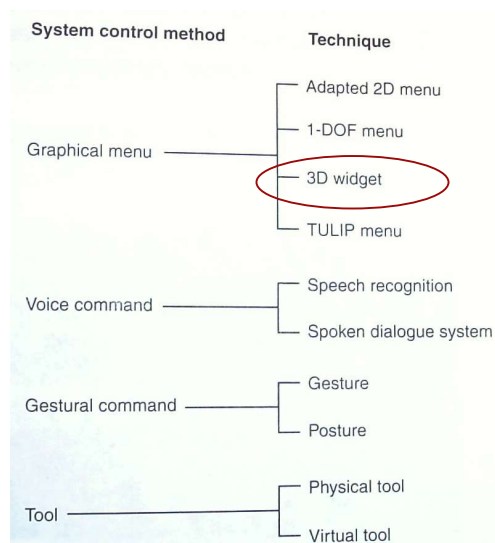 System control method
Technique
Graphical menu
Adapted 2D menu
1-DOF menu
3D widget
TULIP menu
Voice command
Speech recognition
Spoken dialogue system
Gestural command
Gesture
Posture
Tool
Physical tool
Virtual tool